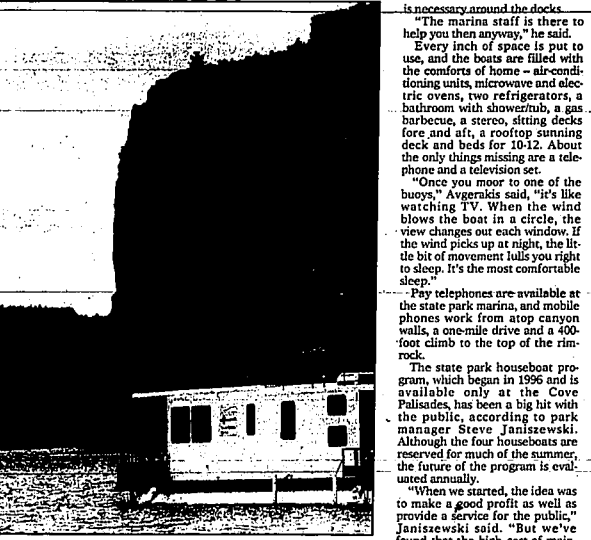 is necessary around the docks.
"The marina staff is there to
help you then anyway," he said.
Every inch of space is put to
use, and the boats are filled with
the comforts of home – air-condi-
tioning units, microwave and elec-
tric ovens, two refrigerators, a
bathroom with shower/tub, a gas
barbecue, a stereo, sitting decks
fore and aft, a rooftop sunning
deck and beds for 10-12. About
the only things missing are a tele-
phone and a television set.
"Once you moor to one of the
buoys," Avgerakis said, "it's like
watching TV. When the wind
blows the boat in a circle, the
view changes out each window. If
the wind picks up at night, the lit-
tle bit of movement lulls you right
to sleep. It's the most comfortable
sleep."
Pay telephones are available at
the state park marina, and mobile
phones work from atop canyon
walls, a one-mile drive and a 400-
foot climb to the top of the rim-
rock.
The state park houseboat pro-
gram, which began in 1996 and is
available only at the Cove
Palisades, has been a big hit with
the public, according to park
manager Steve Janiszewski.
Although the four houseboats are
reserved for much of the summer,
the future of the program is eval-
uated annually.
"When we started, the idea was
to make a good profit as well as
provide a service for the public,"
Janiszewski said. "But we've
found that the high cost of main-